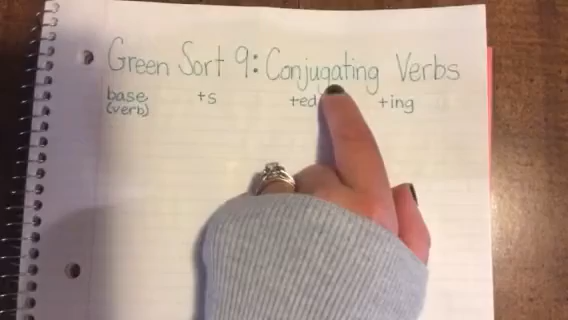 Green Sort 9: Conjugating Verbs
base +s +ed +ing
(verb)